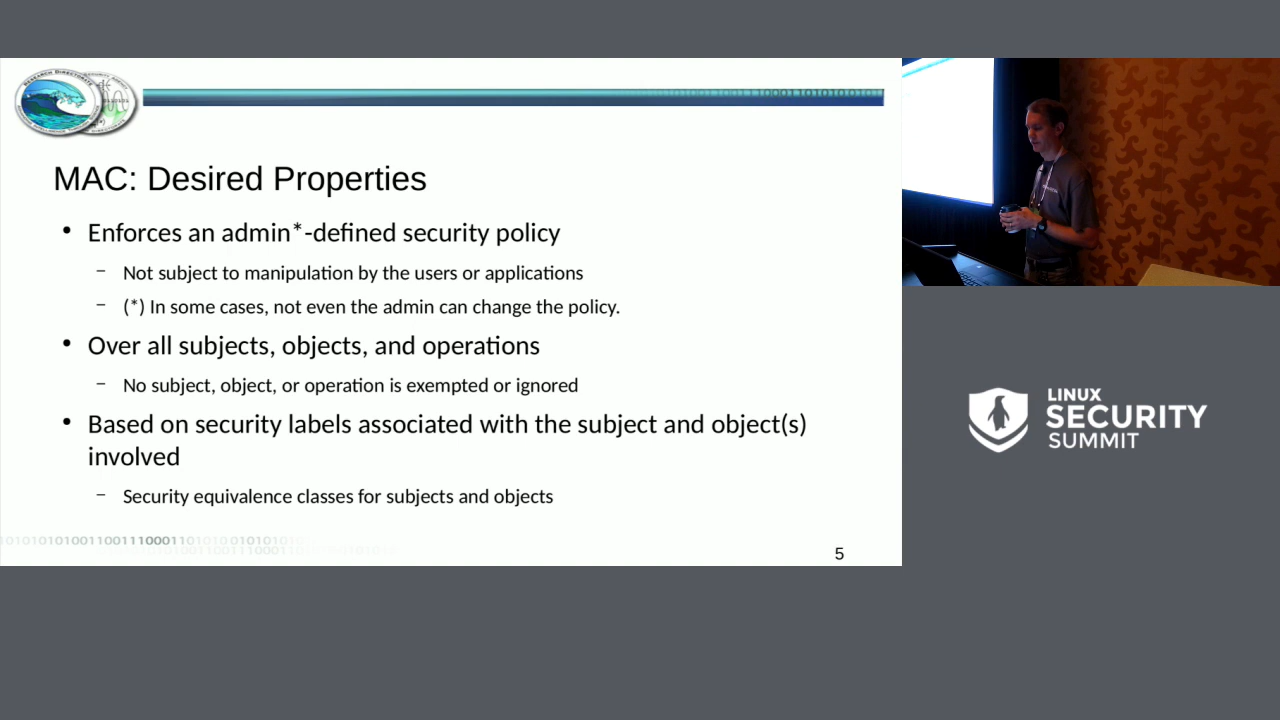 MAC: Desired Properties
• Enforces an admin*-defined security policy
– Not subject to manipulation by the users or applications
– (*) In some cases, not even the admin can change the policy.
• Over all subjects, objects, and operations
– No subject, object, or operation is exempted or ignored
• Based on security labels associated with the subject and object(s)
involved
– Security equivalence classes for subjects and objects
5
LINUX
SECURITY
SUMMIT